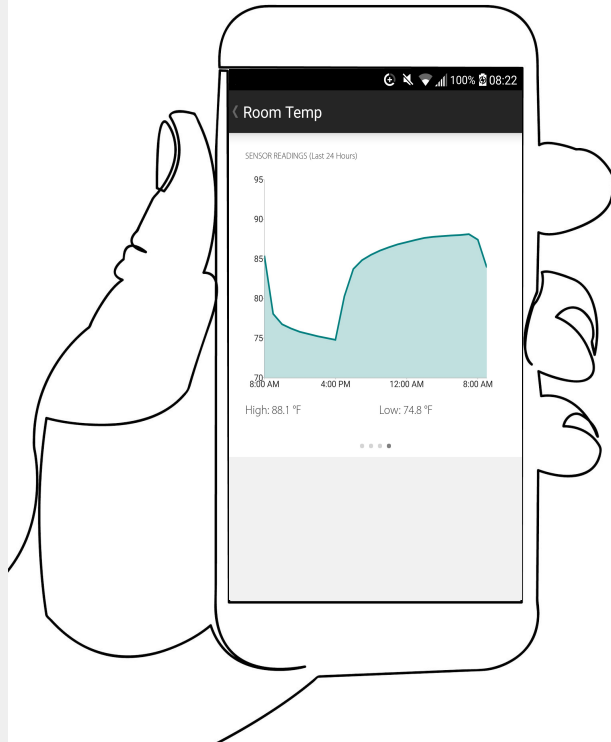 100% 08:22
Room Temp
SENSOR READINGS (Last 24 Hours)
95
90
85
80
75
70
8:00 AM 4:00 PM 12:00 AM 8:00 AM
High: 88.1 °F Low: 74.8 °F